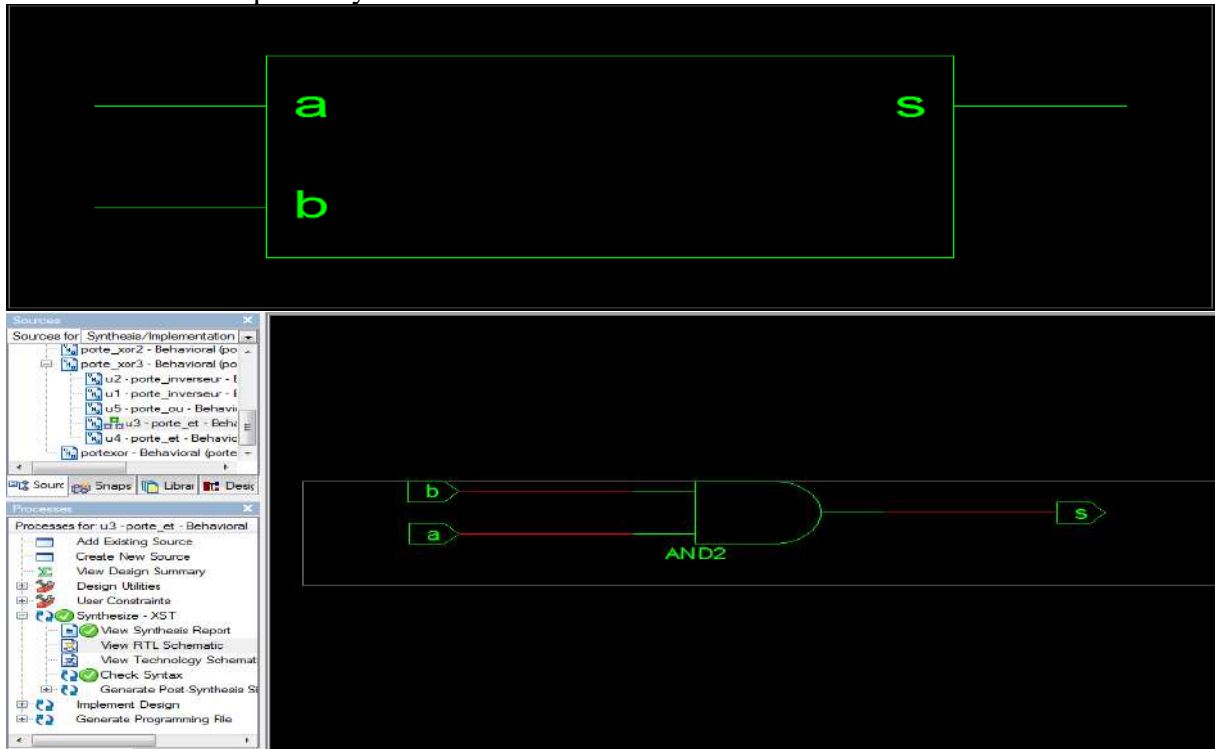 a
s
b
Sources
Sources for: Synthesis/Implementation
porte_xor2 - Behavioral (po
porte_xor3 - Behavioral (po
u2 - porte_inverseur - E
u1 - porte_inverseur - E
u5 - porte_ou - Behavi
u3 - porte_et - Beha
u4 - porte_et - Behavic
portexor - Behavioral (porte
Sourc
Snaps
Librar
Desig
Processes
Processes for: u3 - porte_et - Behavioral
Add Existing Source
Create New Source
View Design Summary
Design Utilities
User Constraints
Synthesize - XST
View Synthesis Report
View RTL Schematic
View Technology Schemat
Check Syntax
Generate Post-Synthesis Si
Implement Design
Generate Programming File
b
a
AND2
s